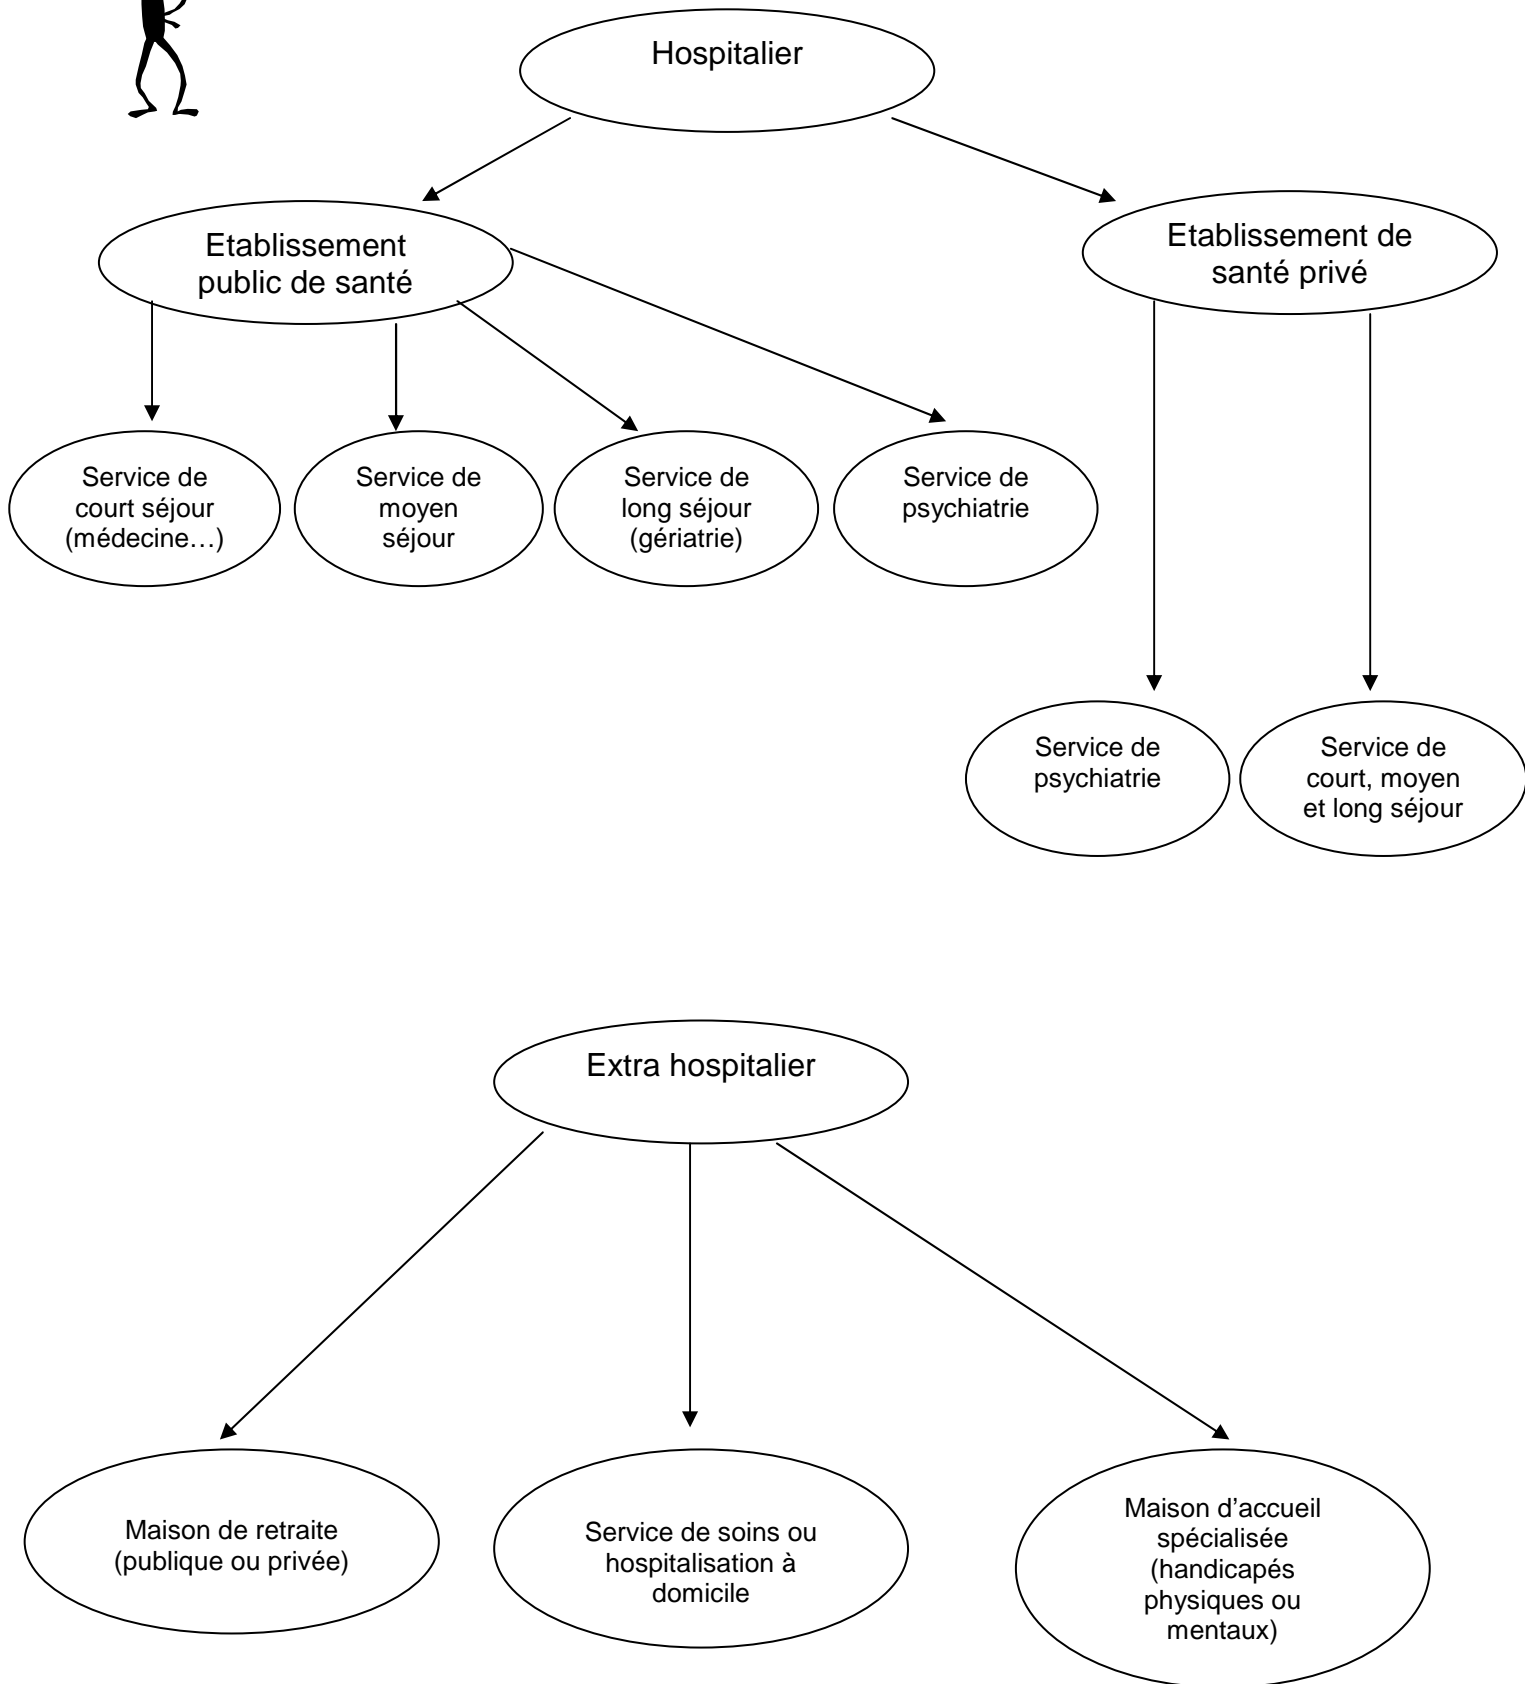 Hospitalier
Etablissement
public de santé
Etablissement de
santé privé
Service de
court séjour
(médecine…)
Service de
moyen
séjour
Service de
long séjour
(gériatrie)
Service de
psychiatrie
Service de
psychiatrie
Service de
court, moyen
et long séjour
Extra hospitalier
Maison de retraite
(publique ou privée)
Service de soins ou
hospitalisation à
domicile
Maison d’accueil
spécialisée
(handicapés
physiques ou
mentaux)